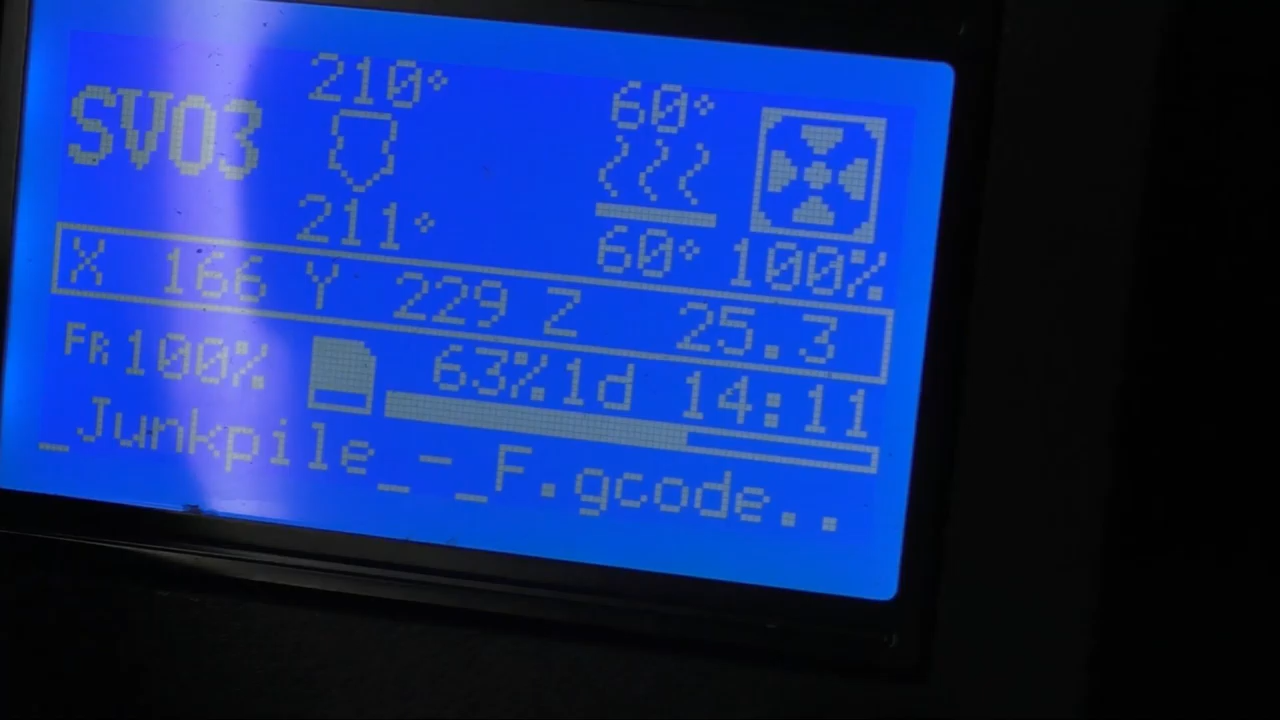 SV03 210° 60°
211° 60° 100%
X 166 Y 229 Z 25.3
FR 100% 63% 1d 14:11
_Junkpile_-_F.gcode..